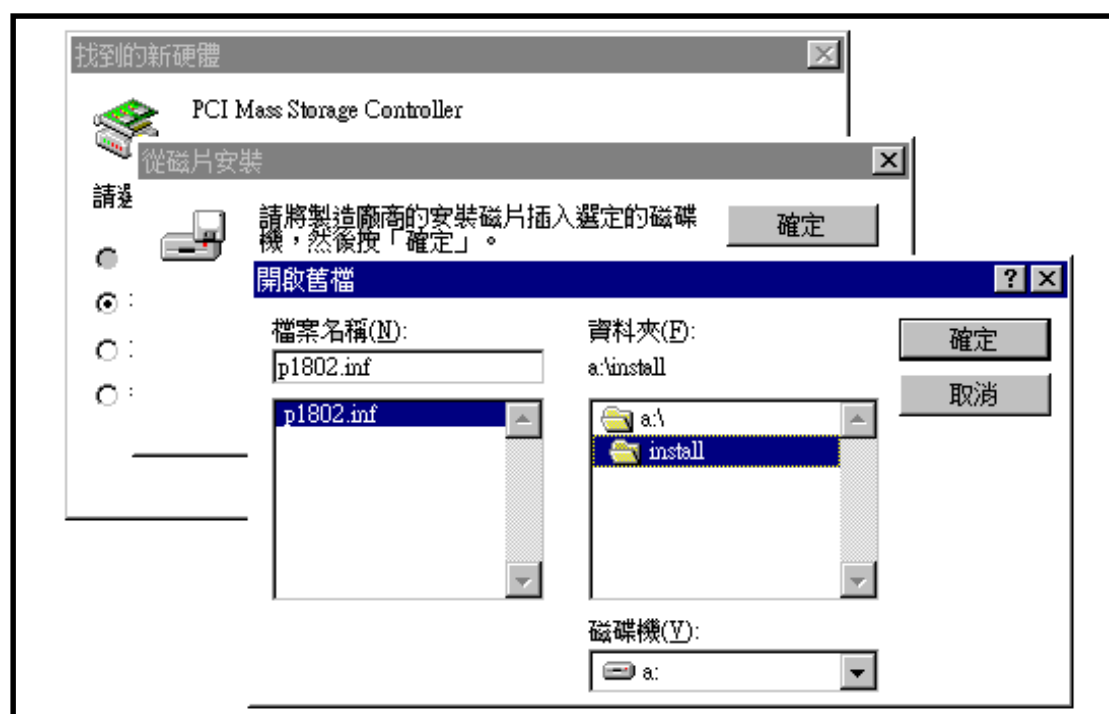 找到的新硬體
PCI Mass Storage Controller
從磁片安裝
請選
請將製造廠商的安裝磁片插入選定的磁碟
機，然後按「確定」。
確定
開啟舊檔
檔案名稱(N):
p1802.inf
p1802.inf
資料夾(F):
a:\install
a:\
install
磁碟機(V):
a:
確定
取消